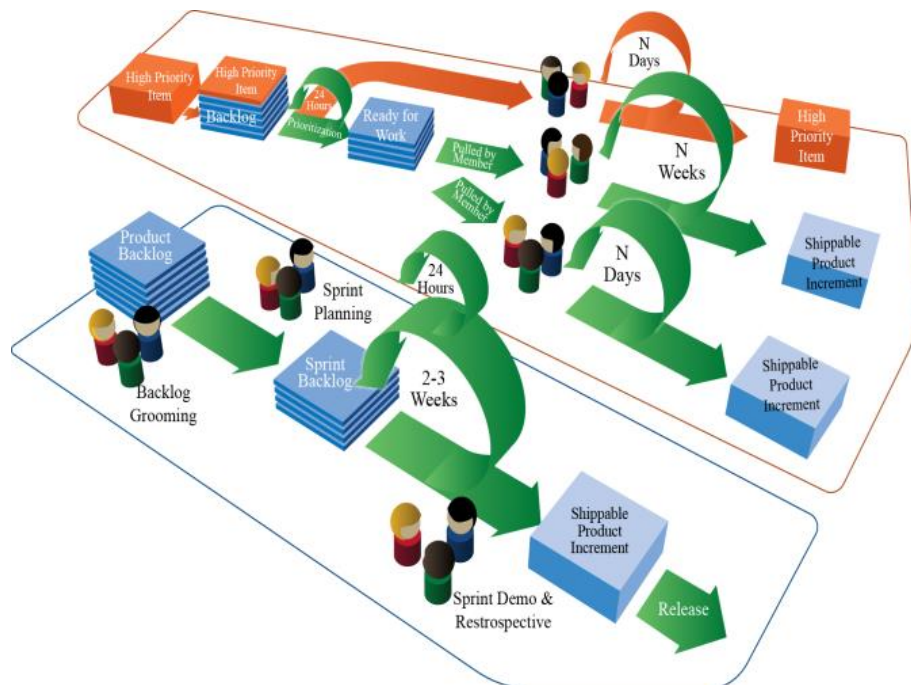 High Priority
Item
High Priority Item
Backlog
24
Hours
Prioritization
Ready for
Work
Pulled by
Member
Pulled by
Member
N
Days
N
Weeks
N
Days
High
Priority
Item
Shippable
Product
Increment
Shippable
Product
Increment
Product
Backlog
Backlog
Grooming
Sprint
Planning
Sprint
Backlog
24
Hours
2-3
Weeks
Sprint Demo &
Restrospective
Shippable
Product
Increment
Release